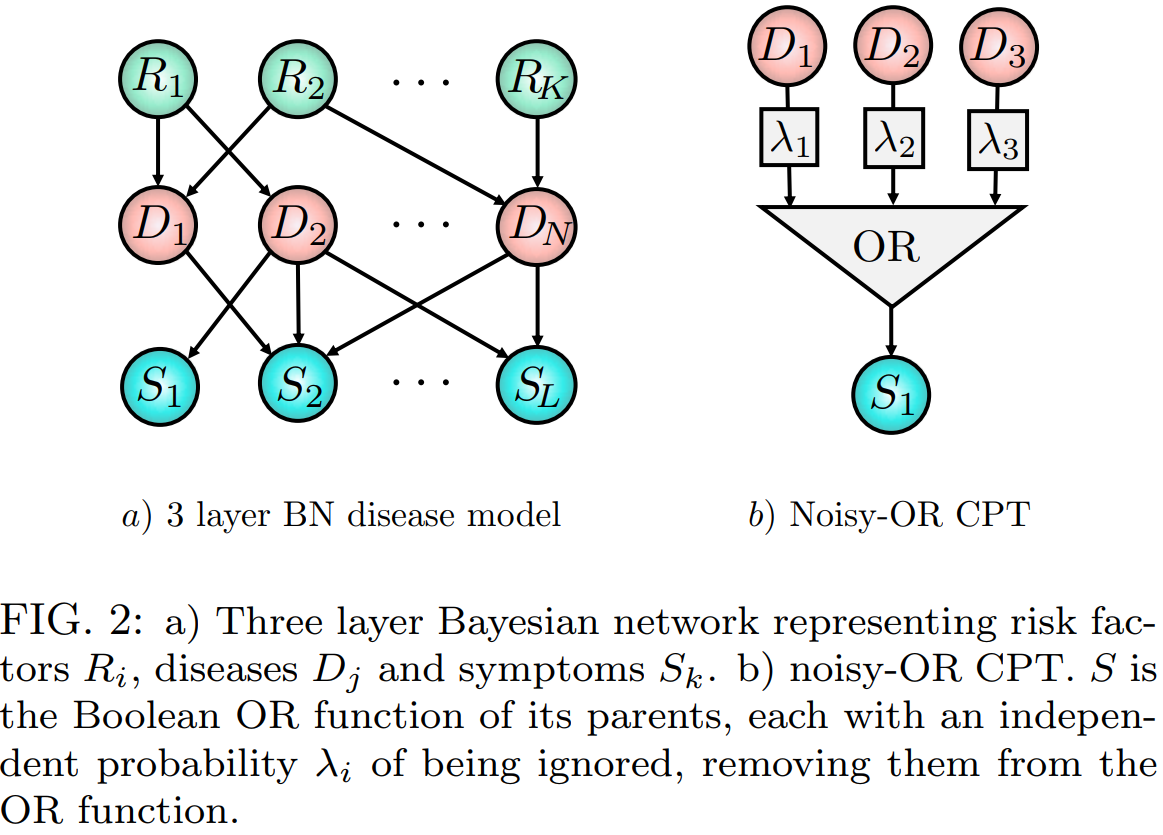 R₁ R₂ · · · R_K
D₁ D₂ · · · D_N
S₁ S₂ · · · S_L
a) 3 layer BN disease model
D₁ D₂ D₃
λ₁ λ₂ λ₃
OR
S₁
b) Noisy-OR CPT
FIG. 2: a) Three layer Bayesian network representing risk fac-
tors Rᵢ, diseases Dⱼ and symptoms Sₖ. b) noisy-OR CPT. S is
the Boolean OR function of its parents, each with an indepen-
dent probability λᵢ of being ignored, removing them from the
OR function.